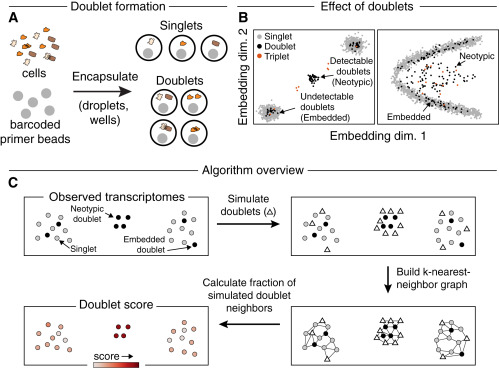 Doublet formation
A
Singlets
cells
Encapsulate
(droplets,
wells)
Doublets
barcoded
primer beads
Effect of doublets
B
Embedding dim. 2
Singlet
Doublet
Triplet
Detectable
doublets
(Neotypic)
Undetectable
doublets
(Embedded)
Neotypic
Embedded
Embedding dim. 1
Algorithm overview
C
Observed transcriptomes
Neotypic
doublet
Singlet
Embedded
doublet
Simulate
doublets (△)
Build k-nearest-
neighbor graph
Calculate fraction of
simulated doublet
neighbors
Doublet score
score